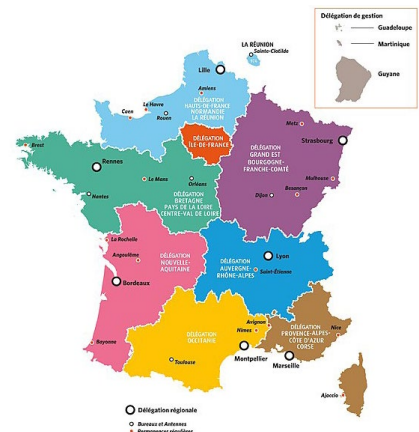 Délégation de gestion
Guadeloupe
Martinique
Guyane
LA RÉUNION
Sainte-Clotilde
Lille
Amiens
Le Havre
Caen
Rouen
DÉLÉGATION
HAUTS-DE-FRANCE
NORMANDIE
LA RÉUNION
DÉLÉGATION
ÎLE-DE-FRANCE
Metz
Strasbourg
DÉLÉGATION
GRAND EST
BOURGOGNE-
FRANCHE-COMTÉ
Mulhouse
Besançon
Dijon
Brest
Rennes
Le Mans
Orléans
Nantes
DÉLÉGATION
BRETAGNE
PAYS DE LA LOIRE
CENTRE-VAL DE LOIRE
La Rochelle
Angoulême
DÉLÉGATION
NOUVELLE-
AQUITAINE
Bordeaux
Bayonne
Lyon
DÉLÉGATION
AUVERGNE-
RHÔNE-ALPES
Saint-Étienne
DÉLÉGATION
OCCITANIE
Toulouse
Avignon
Nîmes
Montpellier
DÉLÉGATION
PROVENCE-ALPES-
CÔTE D'AZUR
CORSE
Nice
Marseille
Ajaccio
Délégation régionale
Bureaux et Antennes
Permanences régulières